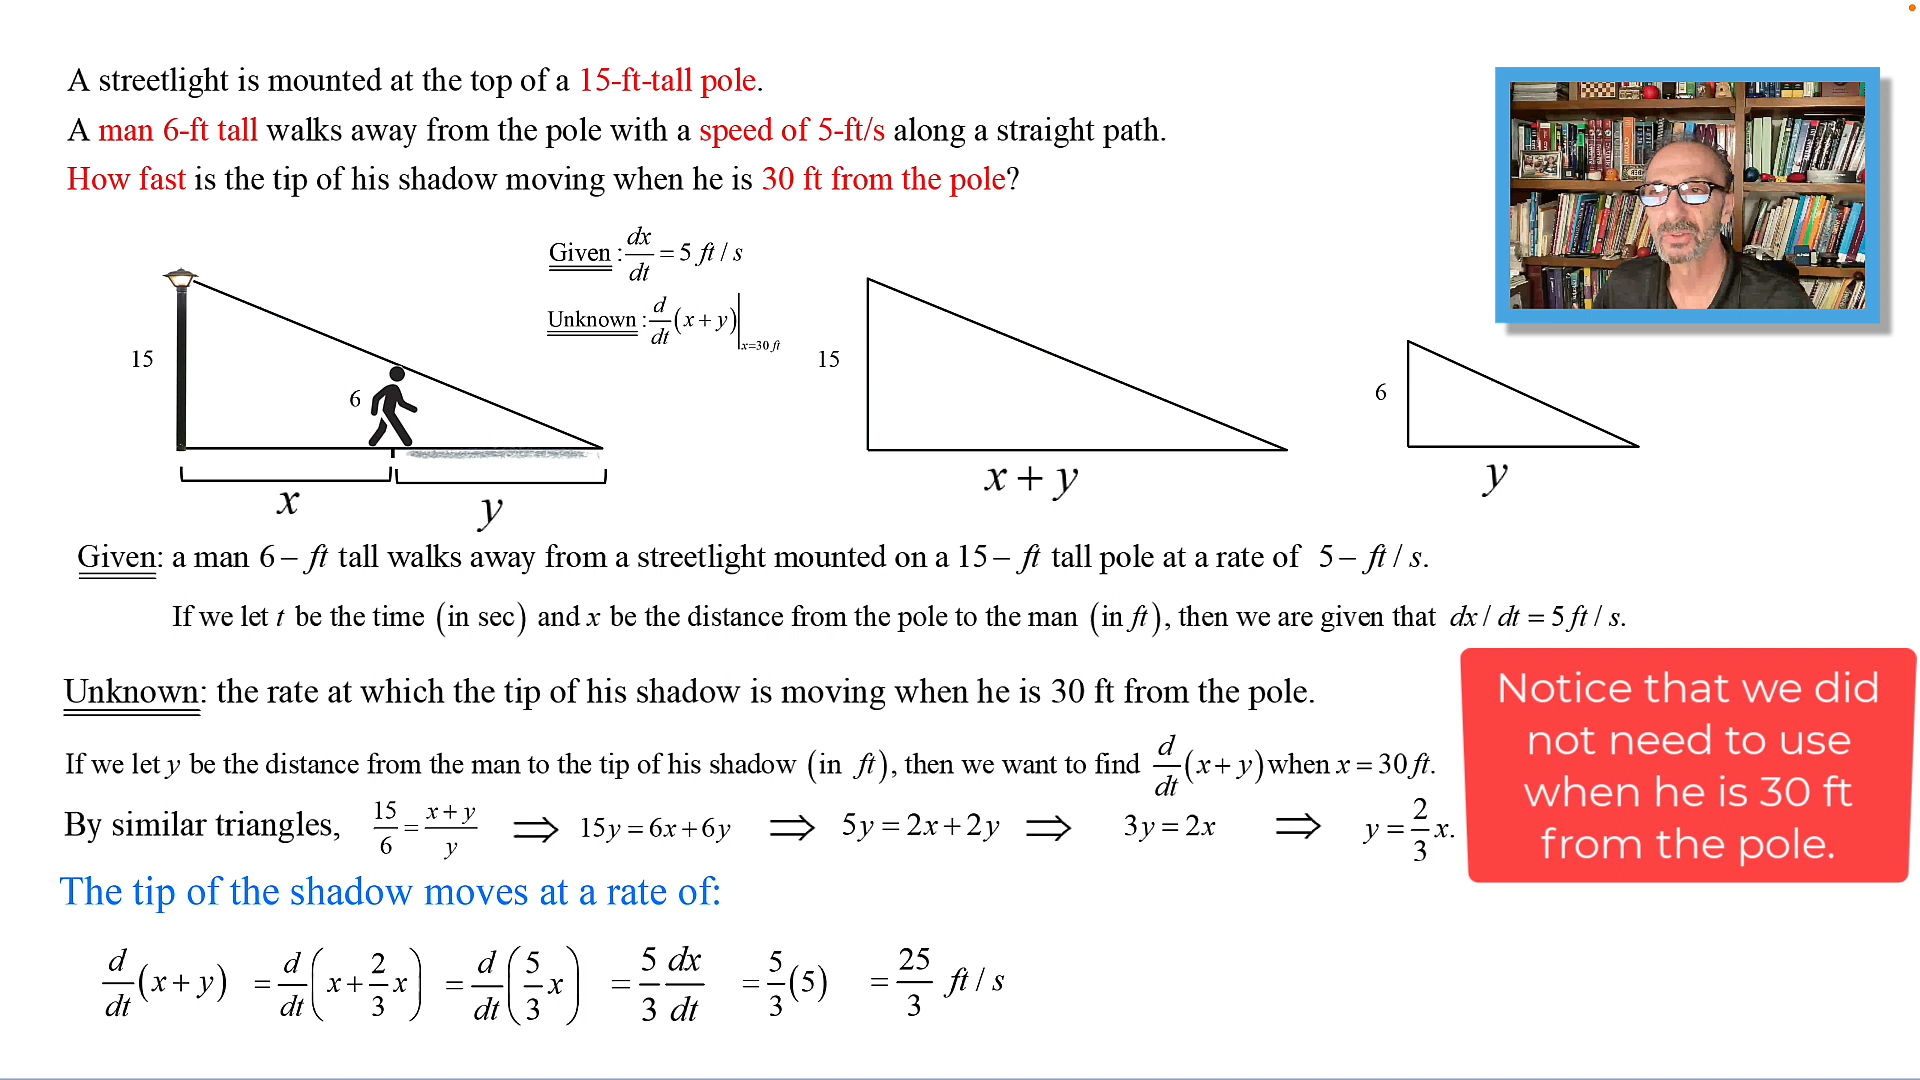 A streetlight is mounted at the top of a 15-ft-tall pole.
A man 6-ft tall walks away from the pole with a speed of 5-ft/s along a straight path.
How fast is the tip of his shadow moving when he is 30 ft from the pole?
Given : dx/dt = 5 ft / s
Unknown : d/dt (x + y)|x=30 ft
15
6
x
y
15
x + y
6
y
Given: a man 6 – ft tall walks away from a streetlight mounted on a 15 – ft tall pole at a rate of 5 – ft / s.
If we let t be the time (in sec) and x be the distance from the pole to the man (in ft), then we are given that dx / dt = 5 ft / s.
Unknown: the rate at which the tip of his shadow is moving when he is 30 ft from the pole.
If we let y be the distance from the man to the tip of his shadow (in ft), then we want to find d/dt (x + y) when x = 30 ft.
By similar triangles, 15/6 = (x + y)/y ⇒ 15y = 6x + 6y ⇒ 5y = 2x + 2y ⇒ 3y = 2x ⇒ y = 2/3 x.
Notice that we did
not need to use
when he is 30 ft
from the pole.
The tip of the shadow moves at a rate of:
d/dt (x + y) = d/dt (x + 2/3 x) = d/dt (5/3 x) = 5/3 dx/dt = 5/3 (5) = 25/3 ft / s